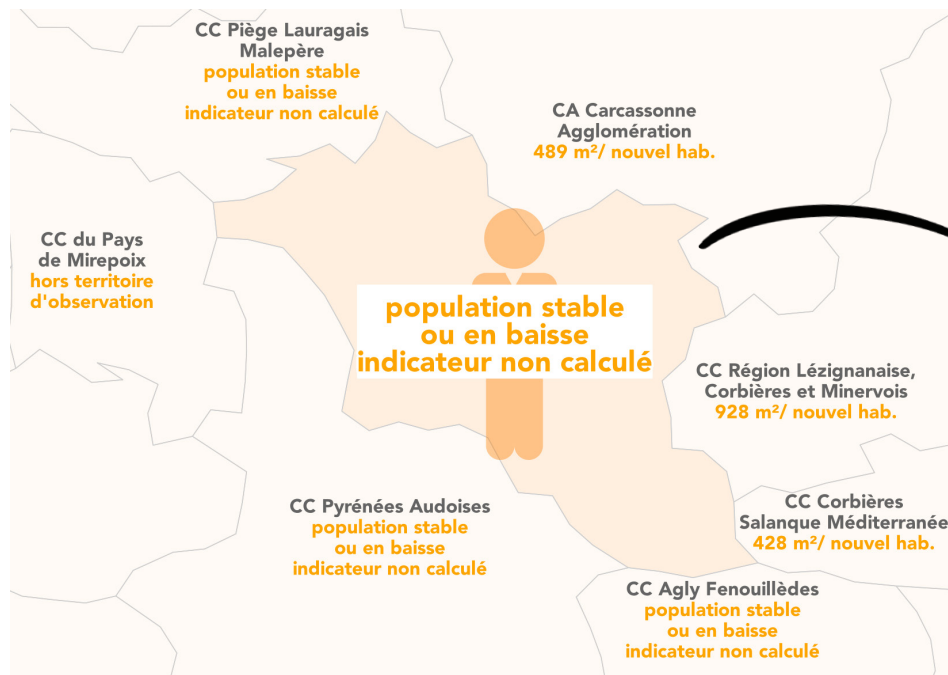 CC Piège Lauragais
Malepère
population stable
ou en baisse
indicateur non calculé
CA Carcassonne
Agglomération
489 m²/ nouvel hab.
CC du Pays
de Mirepoix
hors territoire
d'observation
population stable
ou en baisse
indicateur non calculé
CC Région Lézignanaise,
Corbières et Minervois
928 m²/ nouvel hab.
CC Pyrénées Audoises
population stable
ou en baisse
indicateur non calculé
CC Corbières
Salanque Méditerranée
428 m²/ nouvel hab.
CC Agly Fenouillèdes
population stable
ou en baisse
indicateur non calculé